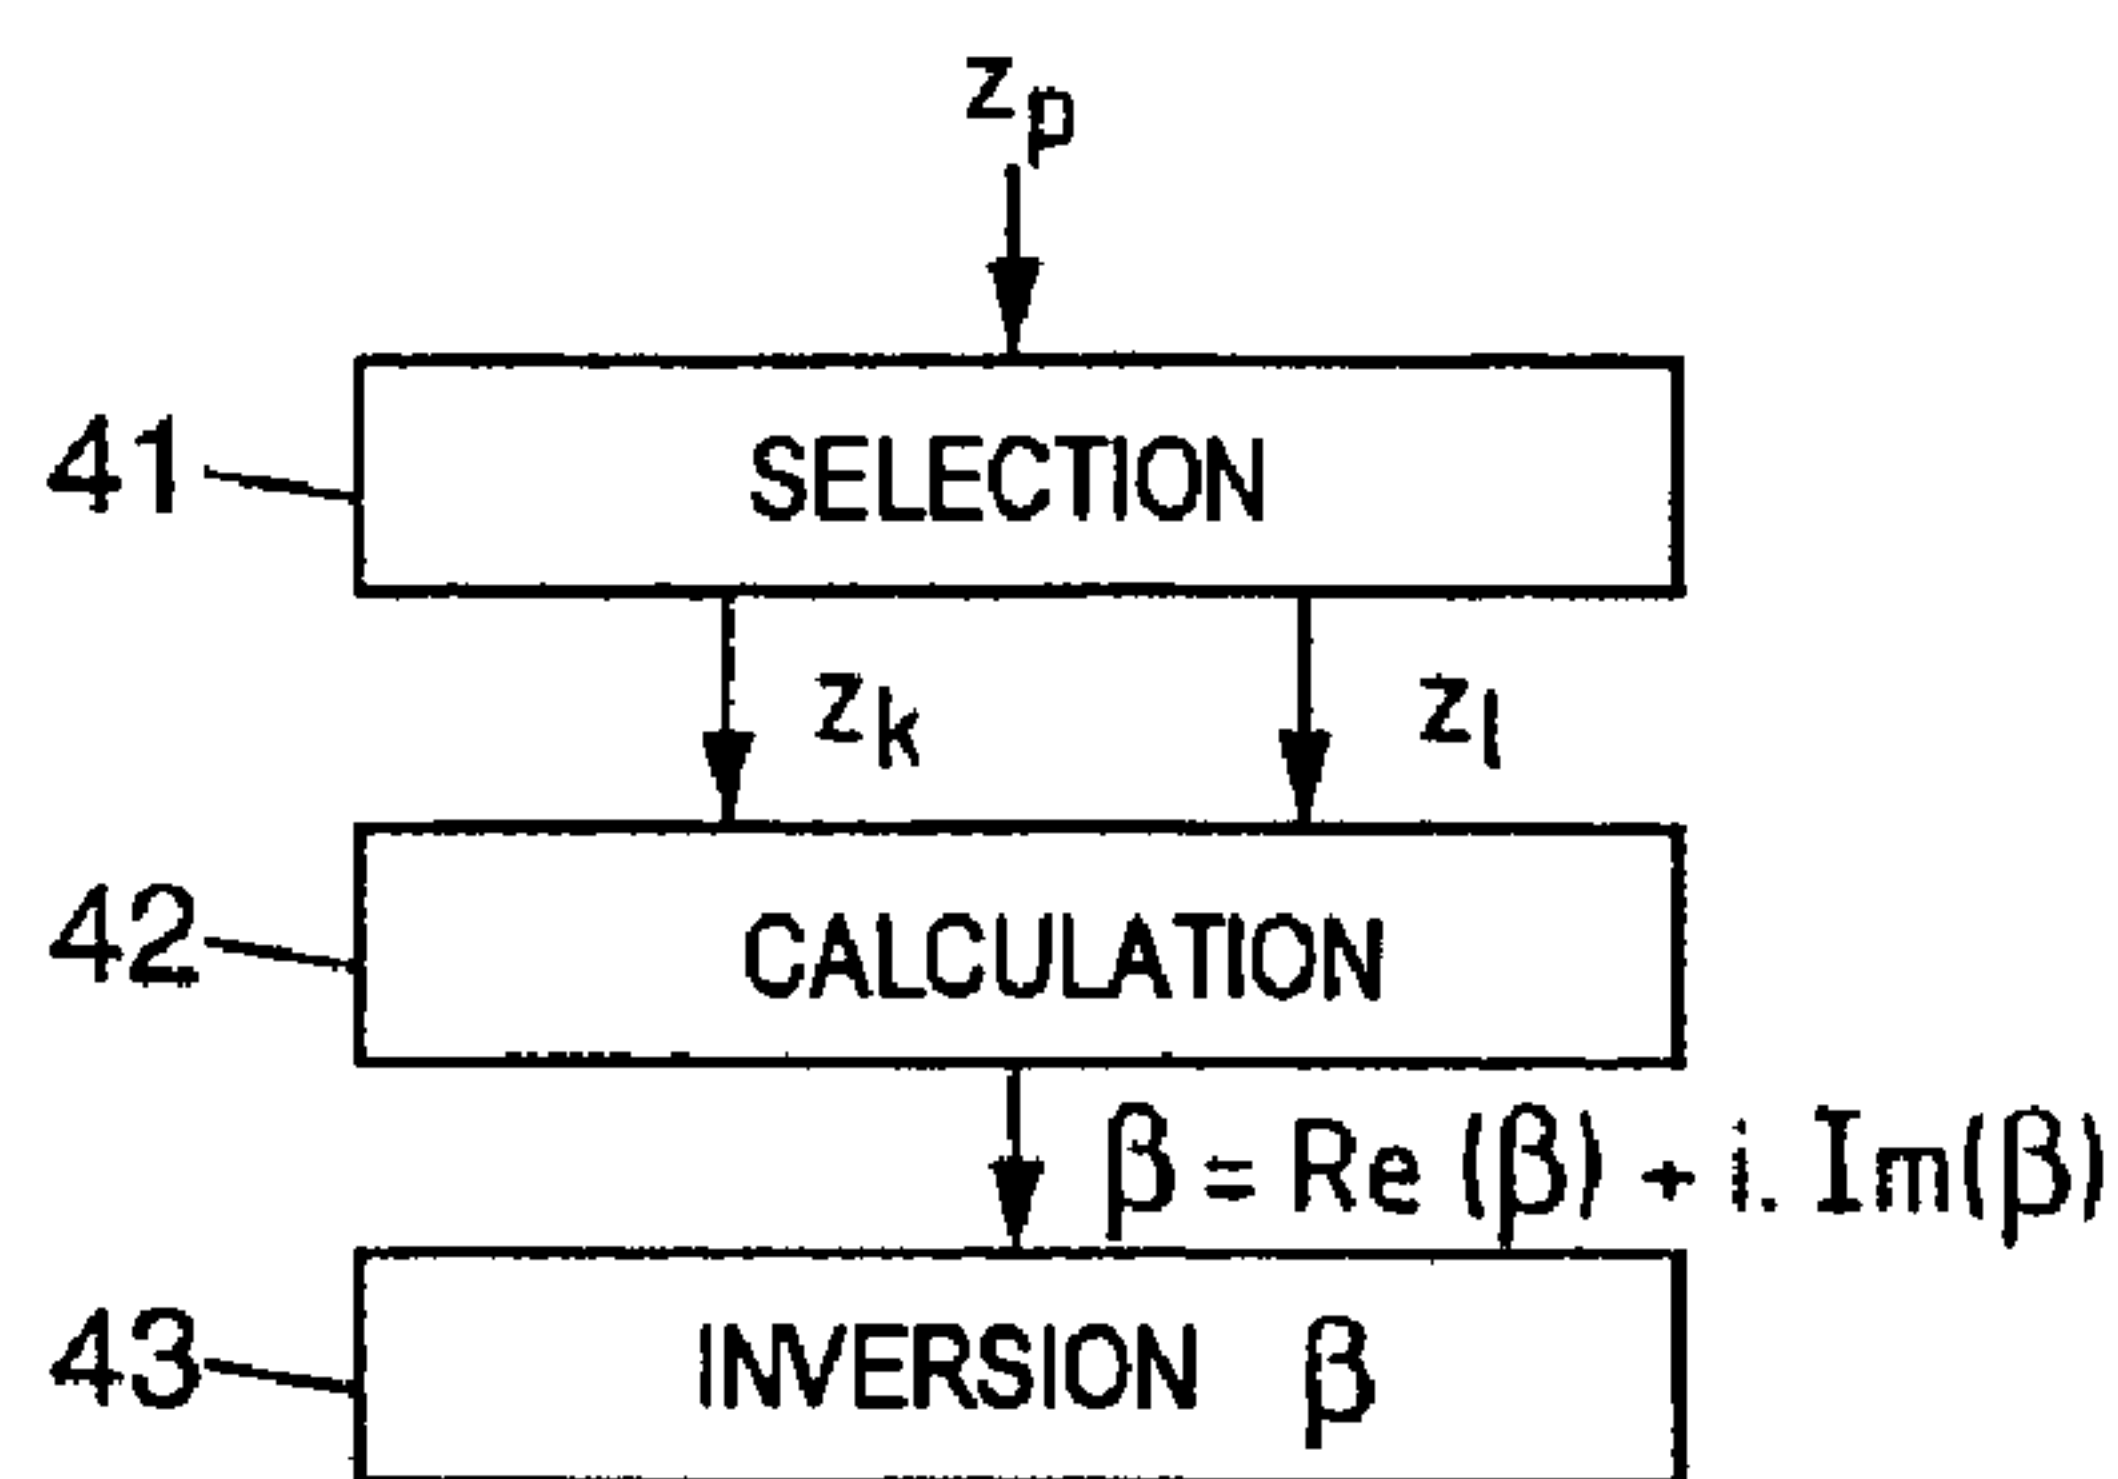 zp
41 SELECTION
zk zl
42 CALCULATION
β = Re (β) + i. Im(β)
43 INVERSION β